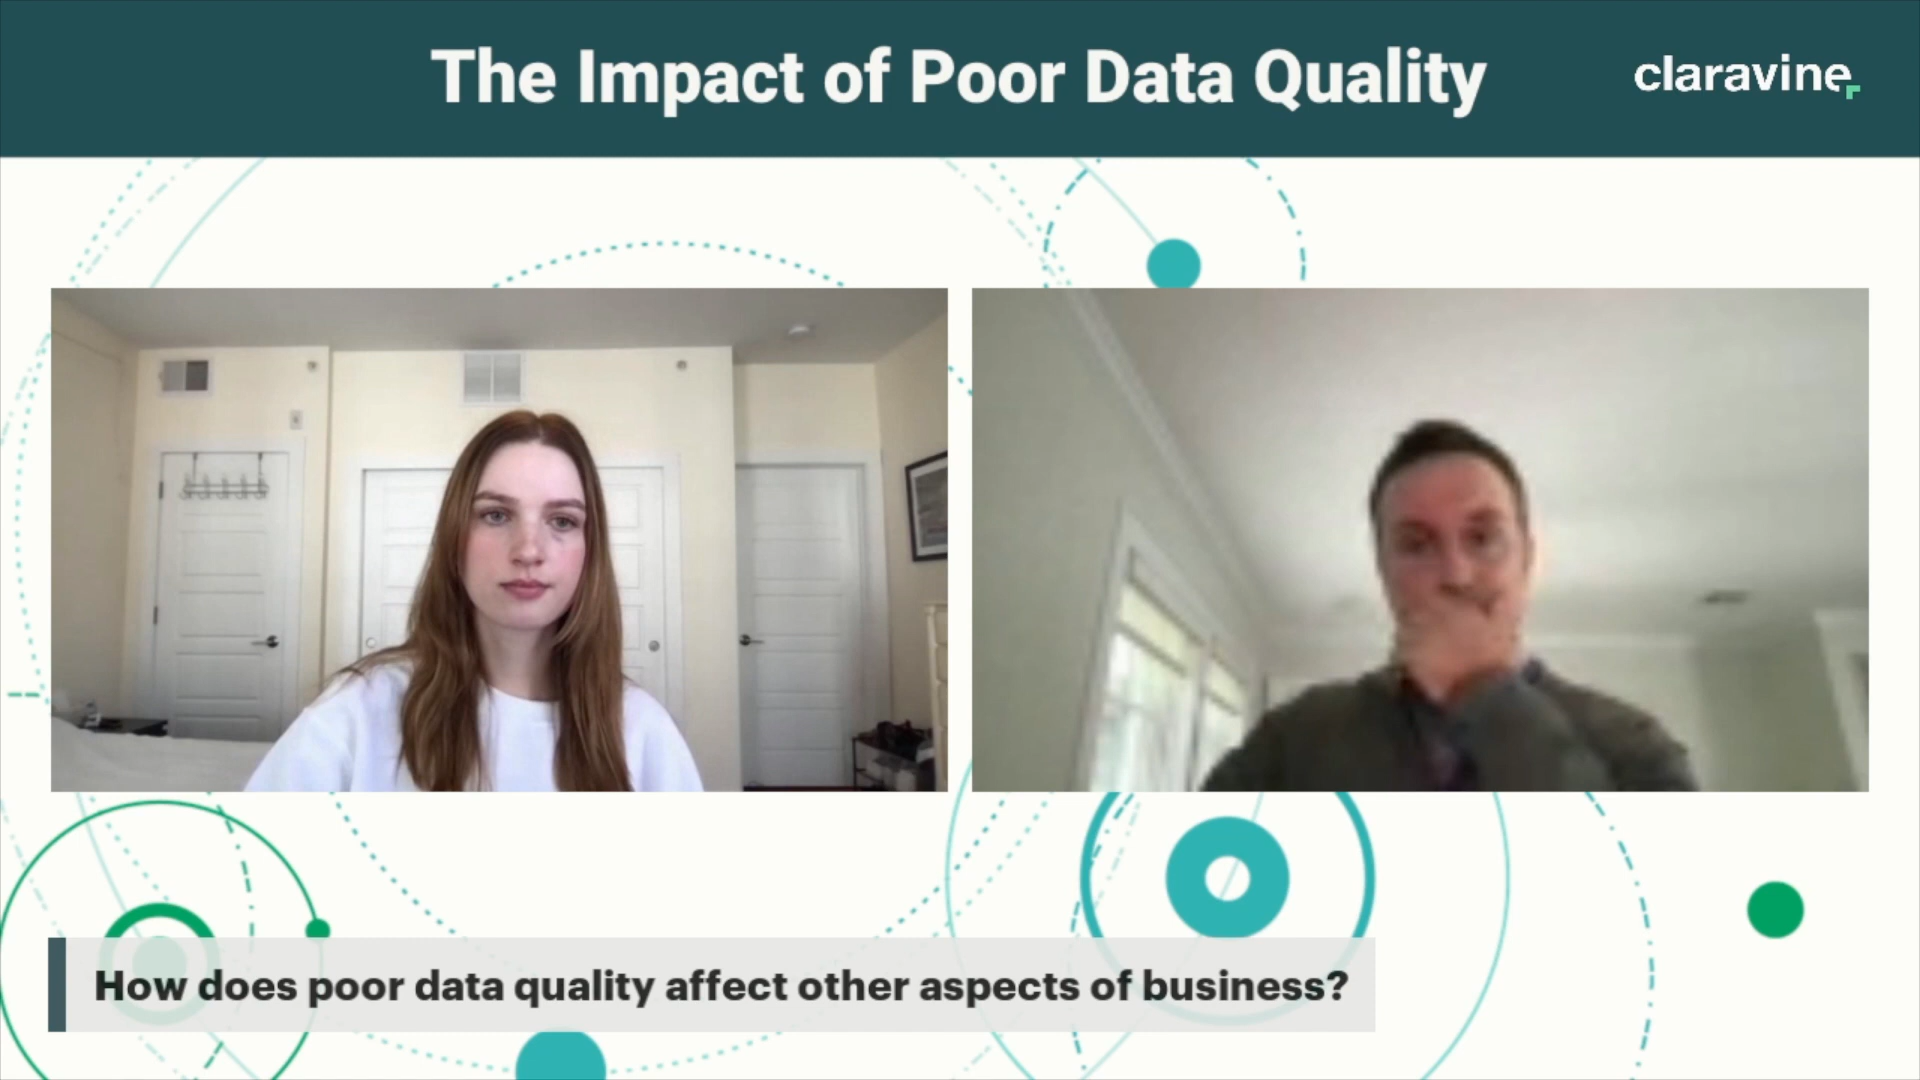 The Impact of Poor Data Quality
claravine
How does poor data quality affect other aspects of business?